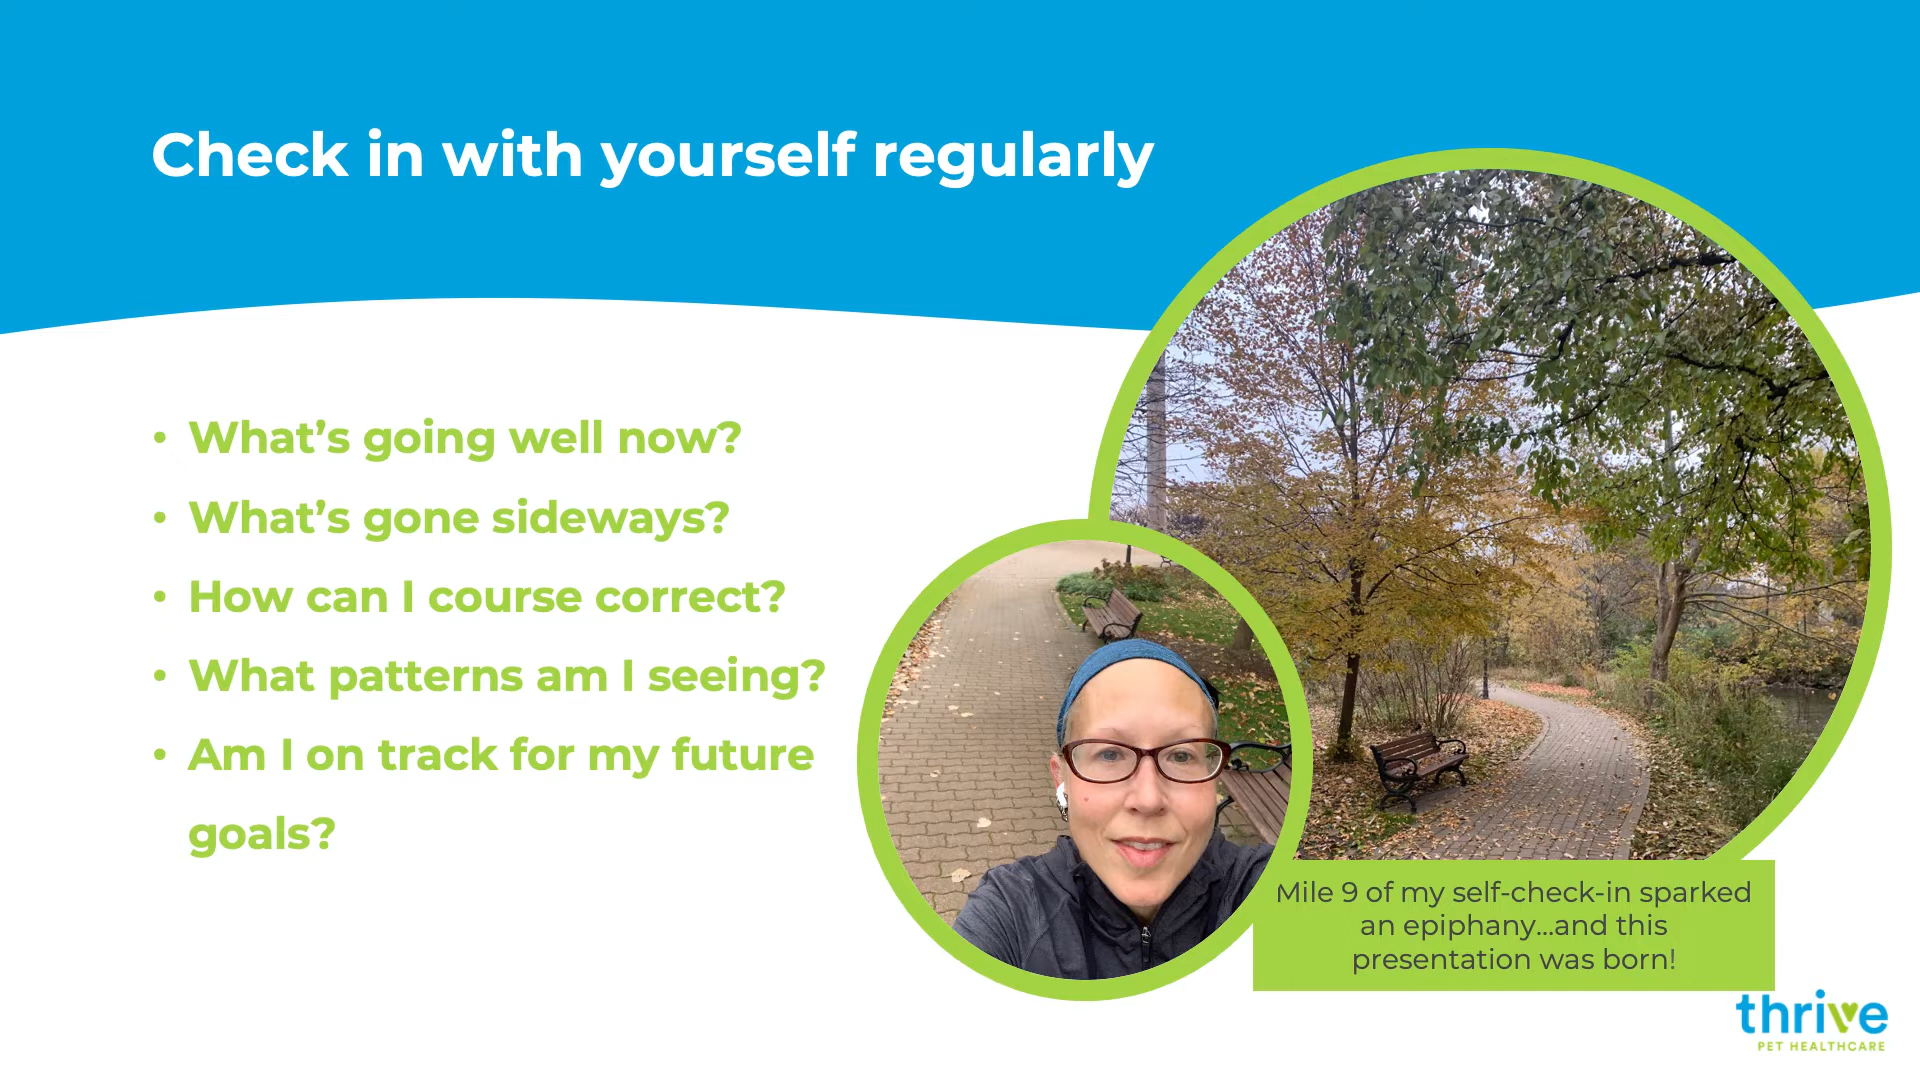 Check in with yourself regularly
• What’s going well now?
• What’s gone sideways?
• How can I course correct?
• What patterns am I seeing?
• Am I on track for my future
goals?
Mile 9 of my self-check-in sparked
an epiphany...and this
presentation was born!
thrive
PET HEALTHCARE